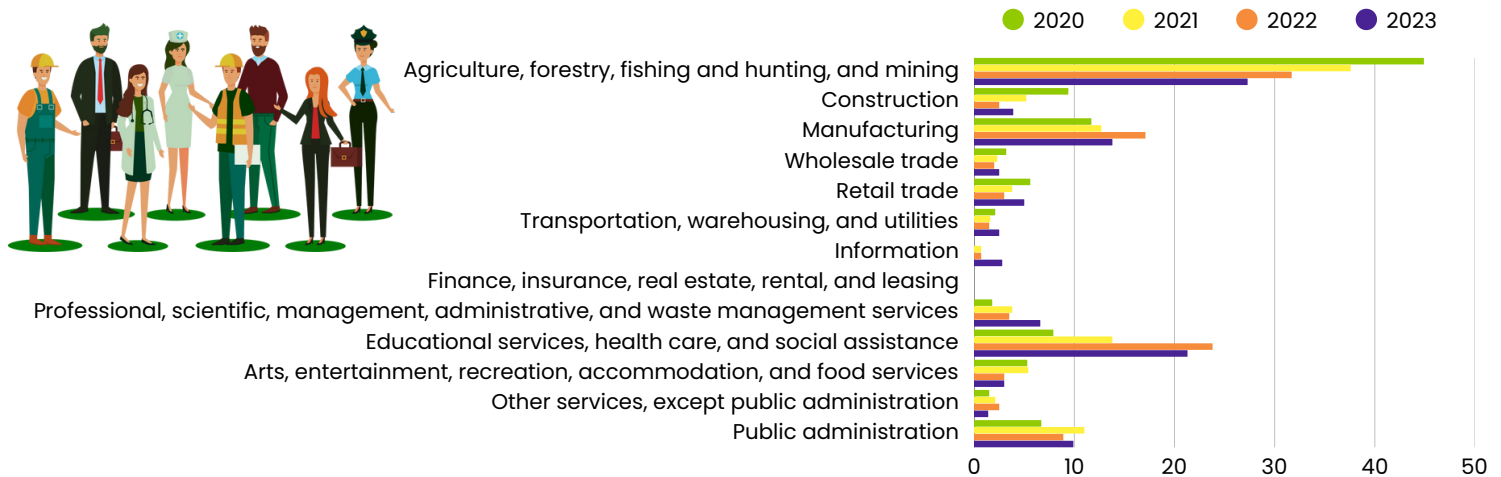 2020 2021 2022 2023
Agriculture, forestry, fishing and hunting, and mining
Construction
Manufacturing
Wholesale trade
Retail trade
Transportation, warehousing, and utilities
Information
Finance, insurance, real estate, rental, and leasing
Professional, scientific, management, administrative, and waste management services
Educational services, health care, and social assistance
Arts, entertainment, recreation, accommodation, and food services
Other services, except public administration
Public administration
0 10 20 30 40 50